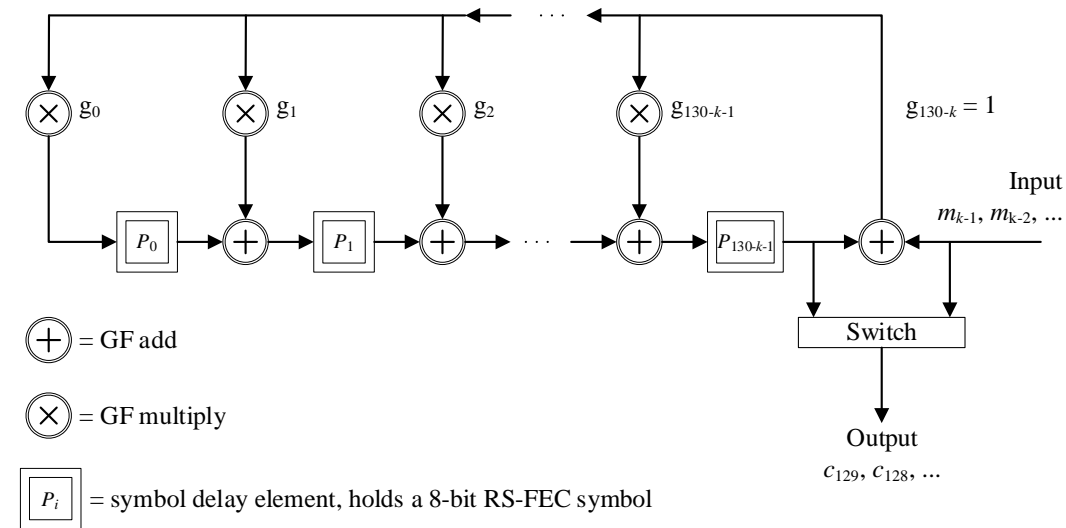 . . .
g₀
g₁
g₂
g₁₃₀₋ₖ₋₁
g₁₃₀₋ₖ = 1
Input
mₖ₋₁, mₖ₋₂, ...
P₀
P₁
. . .
P₁₃₀₋ₖ₋₁
Switch
= GF add
= GF multiply
Output
c₁₂₉, c₁₂₈, ...
Pᵢ = symbol delay element, holds a 8-bit RS-FEC symbol